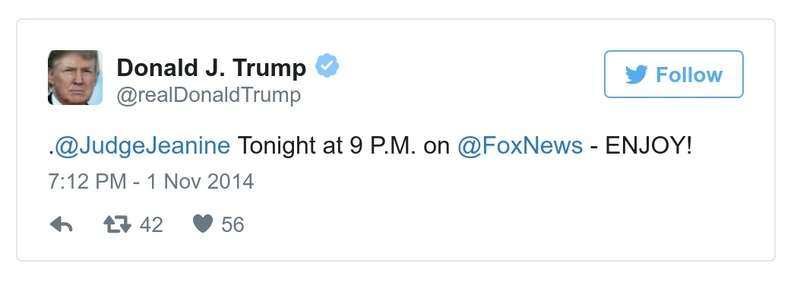 Donald J. Trump
@realDonaldTrump
Follow
.@JudgeJeanine Tonight at 9 P.M. on @FoxNews - ENJOY!
7:12 PM - 1 Nov 2014
42 56